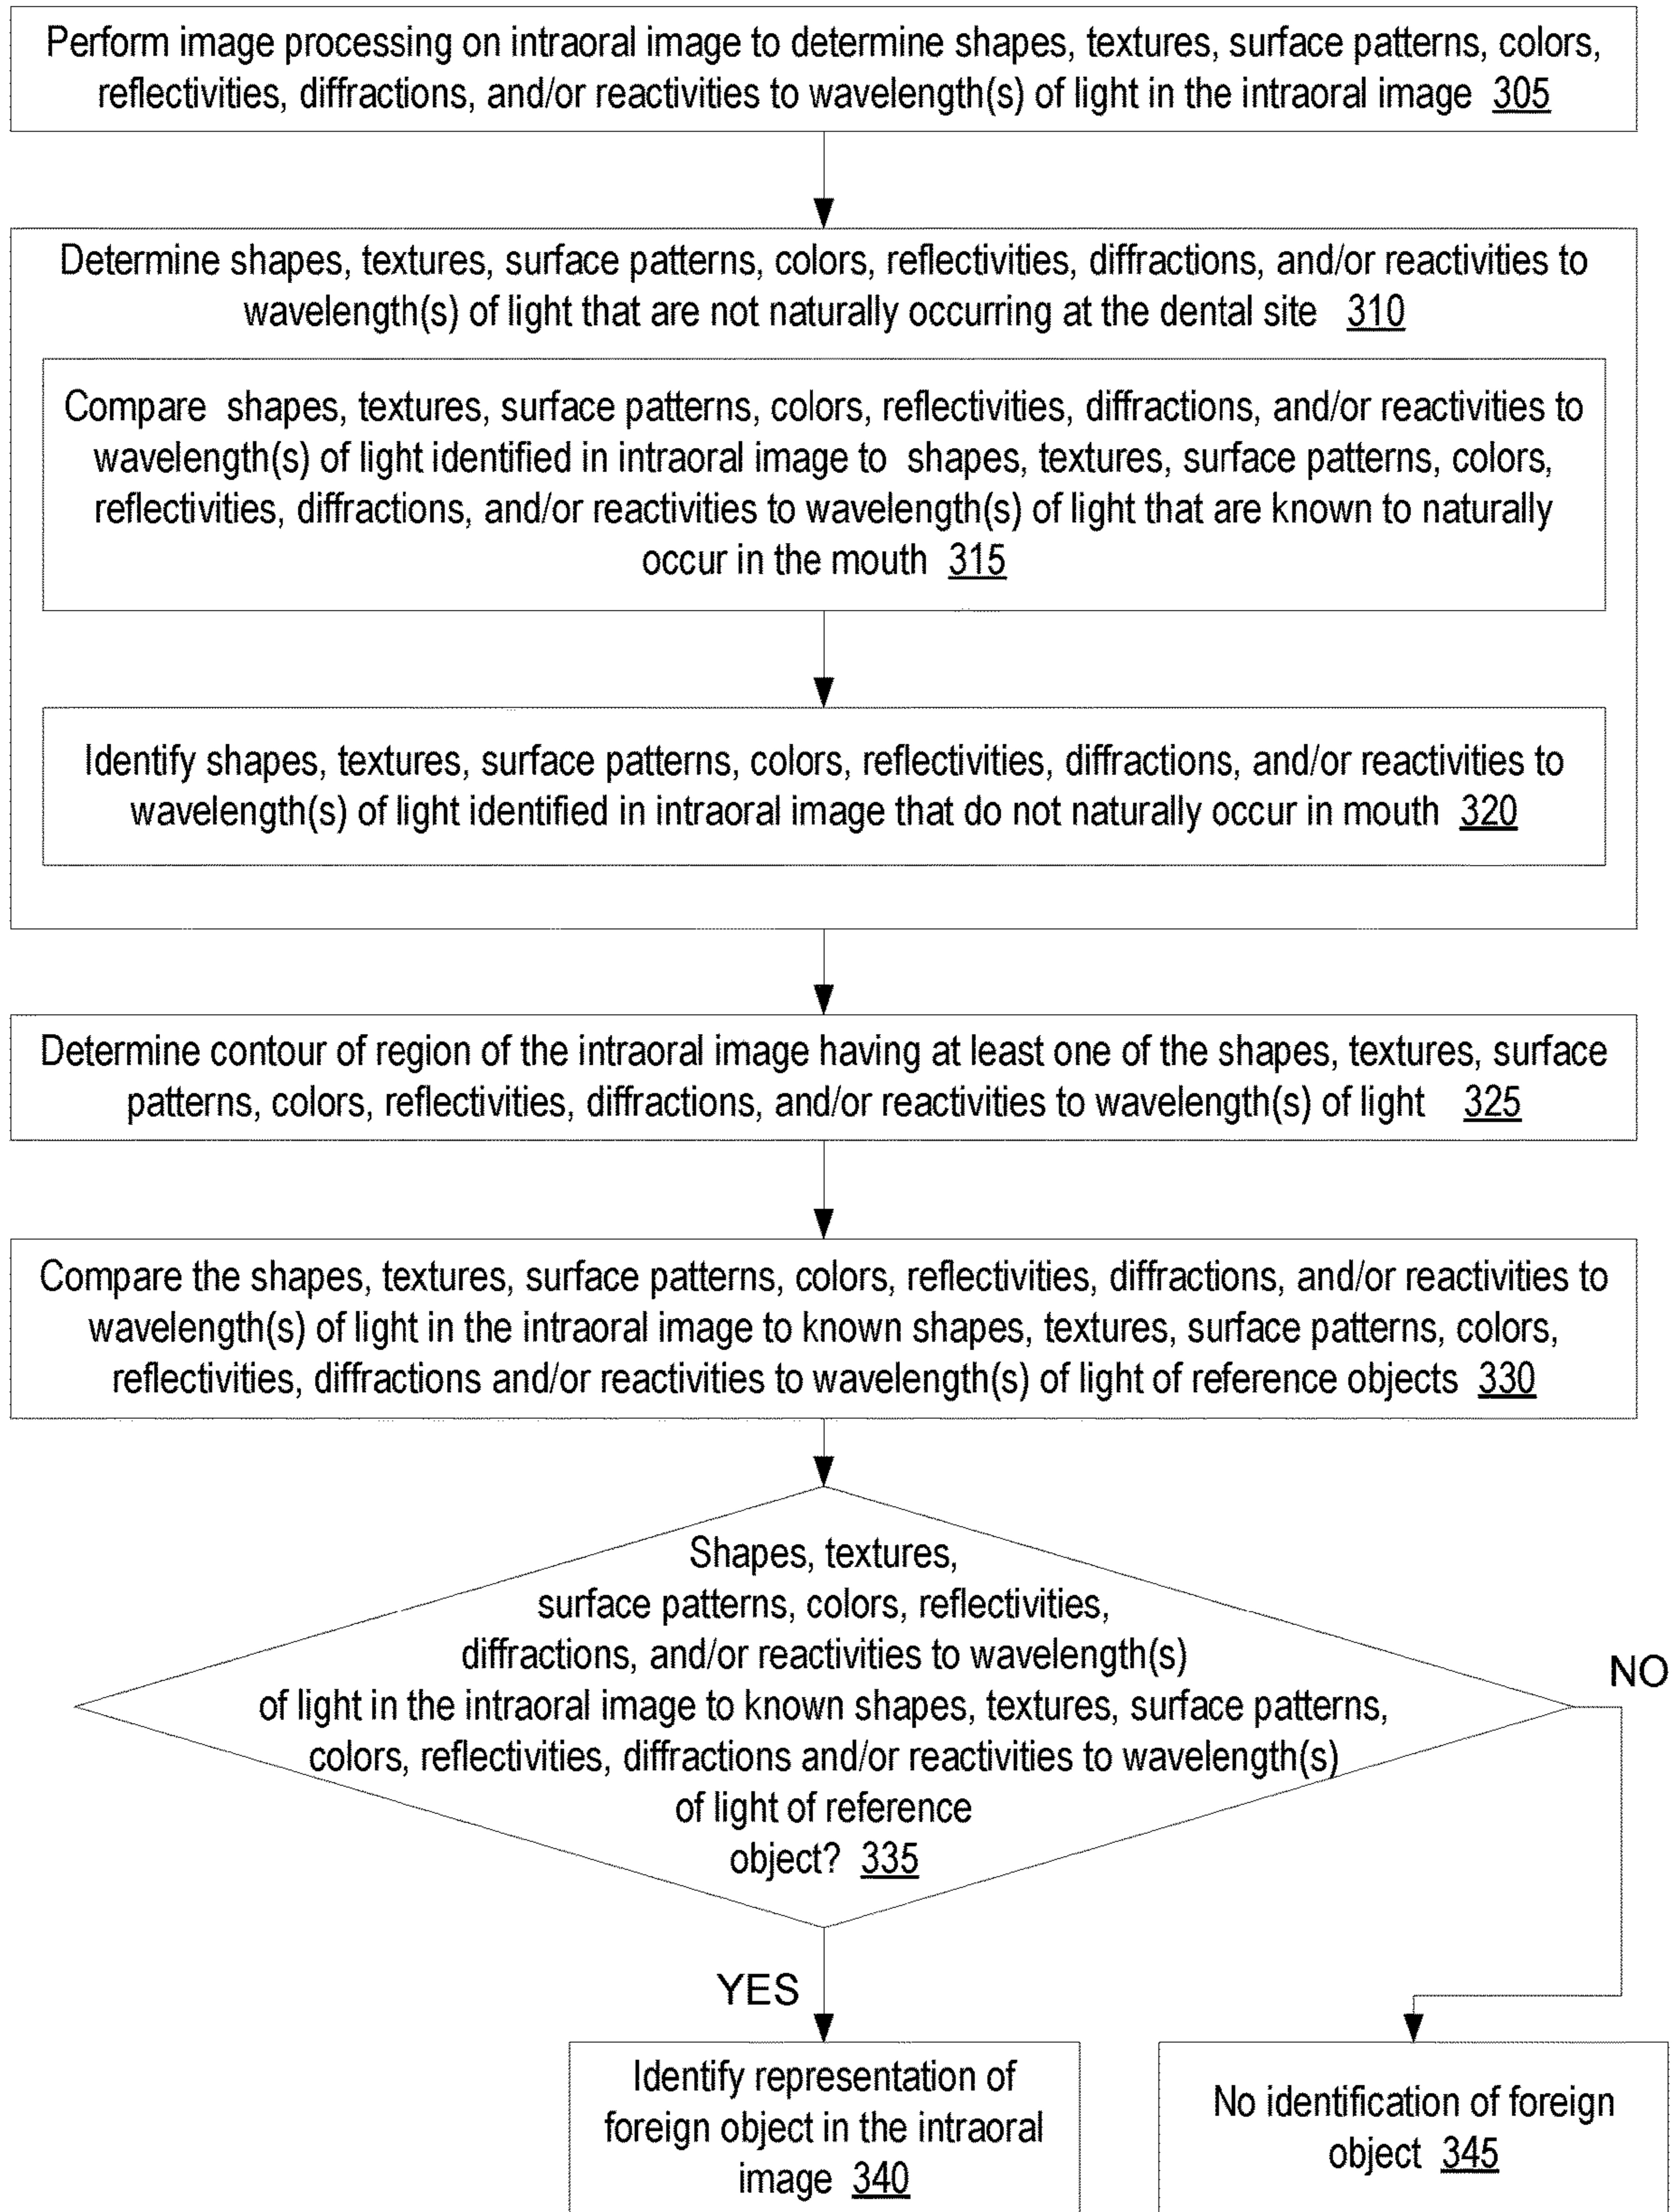 Perform image processing on intraoral image to determine shapes, textures, surface patterns, colors,
reflectivities, diffractions, and/or reactivities to wavelength(s) of light in the intraoral image 305
Determine shapes, textures, surface patterns, colors, reflectivities, diffractions, and/or reactivities to
wavelength(s) of light that are not naturally occurring at the dental site 310
Compare shapes, textures, surface patterns, colors, reflectivities, diffractions, and/or reactivities to
wavelength(s) of light identified in intraoral image to shapes, textures, surface patterns, colors,
reflectivities, diffractions, and/or reactivities to wavelength(s) of light that are known to naturally
occur in the mouth 315
Identify shapes, textures, surface patterns, colors, reflectivities, diffractions, and/or reactivities to
wavelength(s) of light identified in intraoral image that do not naturally occur in mouth 320
Determine contour of region of the intraoral image having at least one of the shapes, textures, surface
patterns, colors, reflectivities, diffractions, and/or reactivities to wavelength(s) of light 325
Compare the shapes, textures, surface patterns, colors, reflectivities, diffractions, and/or reactivities to
wavelength(s) of light in the intraoral image to known shapes, textures, surface patterns, colors,
reflectivities, diffractions and/or reactivities to wavelength(s) of light of reference objects 330
Shapes, textures,
surface patterns, colors, reflectivities,
diffractions, and/or reactivities to wavelength(s)
of light in the intraoral image to known shapes, textures, surface patterns,
colors, reflectivities, diffractions and/or reactivities to wavelength(s)
of light of reference
object? 335
NO
YES
Identify representation of
foreign object in the intraoral
image 340
No identification of foreign
object 345